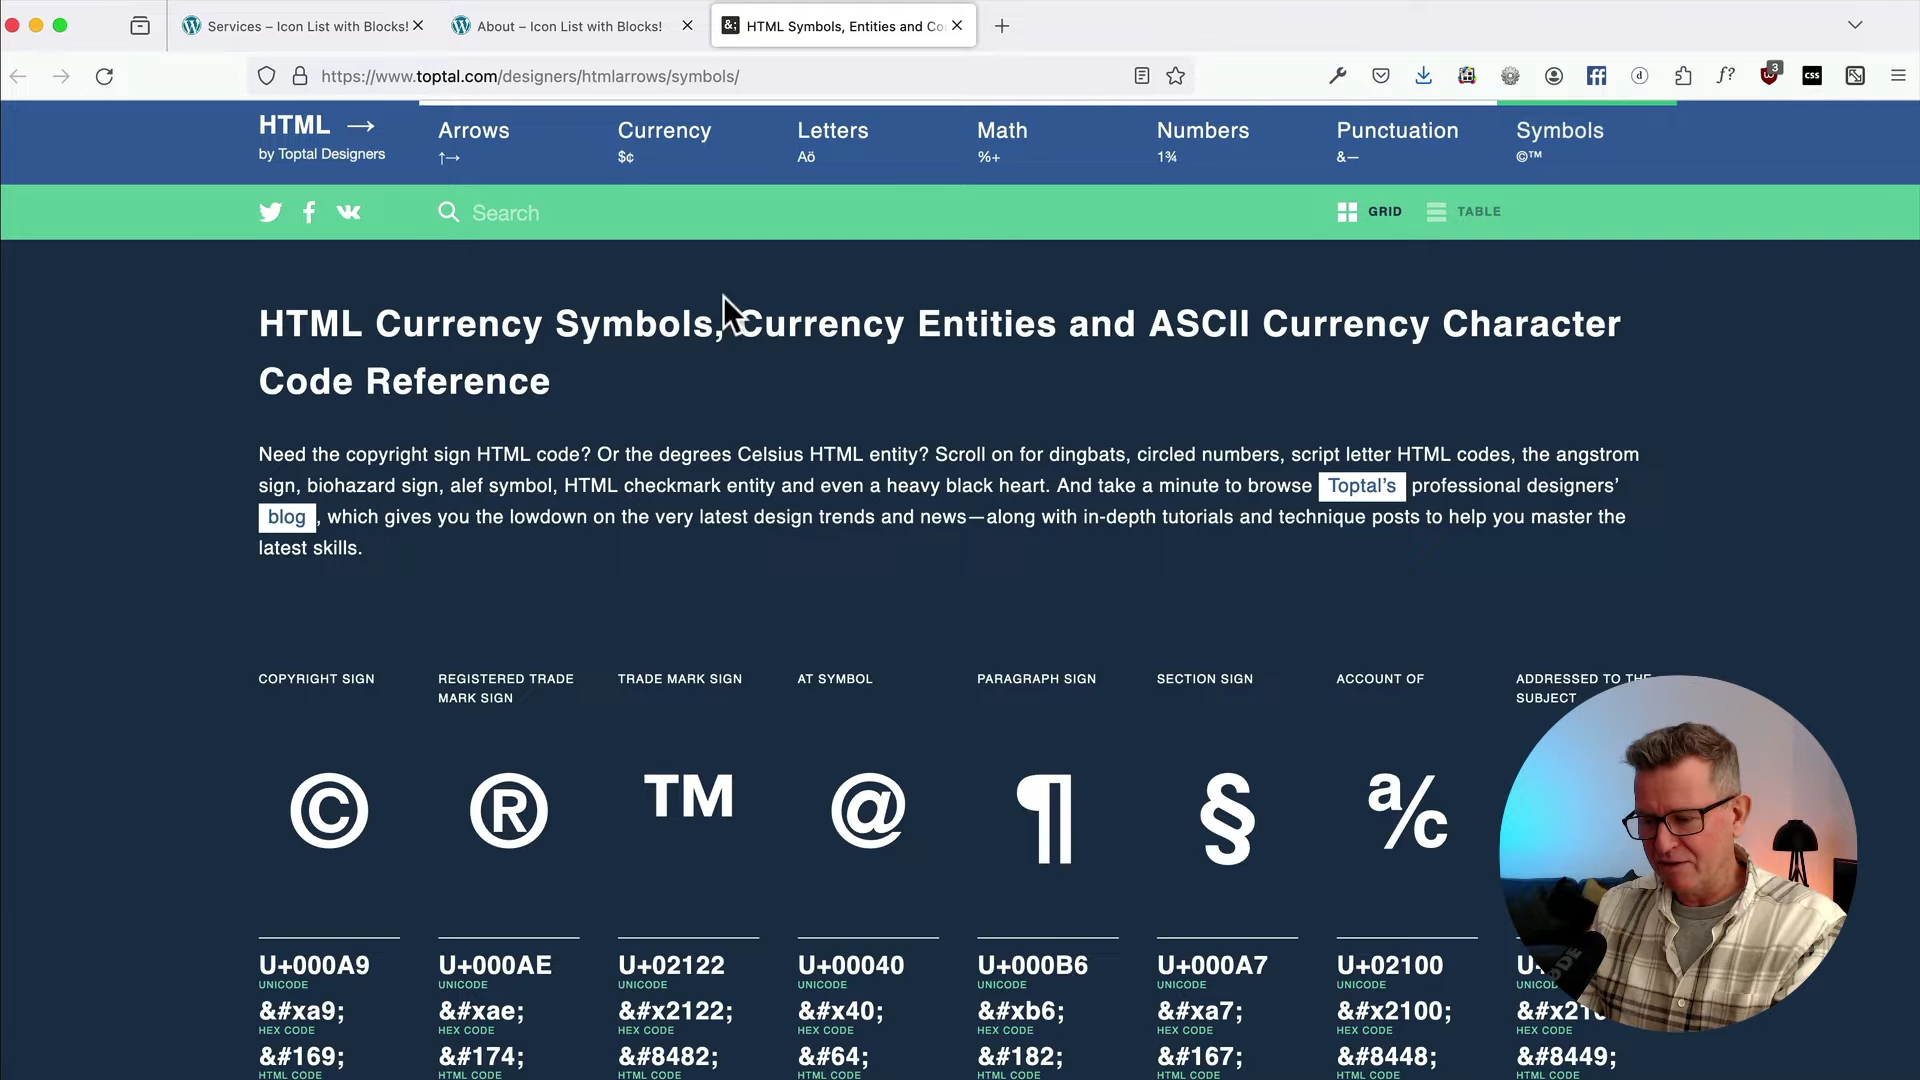 Services – Icon List with Blocks!
About – Icon List with Blocks!
HTML Symbols, Entities and Co
https://www.toptal.com/designers/htmlarrows/symbols/
3
HTML →
by Toptal Designers
Arrows
↑→
Currency
$¢
Letters
Aö
Math
%+
Numbers
1¾
Punctuation
&—
Symbols
©™
Search
GRID
TABLE
HTML Currency Symbols, Currency Entities and ASCII Currency Character
Code Reference
Need the copyright sign HTML code? Or the degrees Celsius HTML entity? Scroll on for dingbats, circled numbers, script letter HTML codes, the angstrom
sign, biohazard sign, alef symbol, HTML checkmark entity and even a heavy black heart. And take a minute to browse Toptal’s professional designers’
blog , which gives you the lowdown on the very latest design trends and news—along with in-depth tutorials and technique posts to help you master the
latest skills.
COPYRIGHT SIGN
REGISTERED TRADE
MARK SIGN
TRADE MARK SIGN
AT SYMBOL
PARAGRAPH SIGN
SECTION SIGN
ACCOUNT OF
ADDRESSED TO THE
SUBJECT
© ® ™ @ ¶ § ℀
U+000A9 U+000AE U+02122 U+00040 U+000B6 U+000A7 U+02100
UNICODE UNICODE UNICODE UNICODE UNICODE UNICODE UNICODE UNICODE
&#xa9; &#xae; &#x2122; &#x40; &#xb6; &#xa7; &#x2100;
HEX CODE HEX CODE HEX CODE HEX CODE HEX CODE HEX CODE HEX CODE HEX CODE
&#169; &#174; &#8482; &#64; &#182; &#167; &#8448; &#8449;
HTML CODE HTML CODE HTML CODE HTML CODE HTML CODE HTML CODE HTML CODE HTML CODE